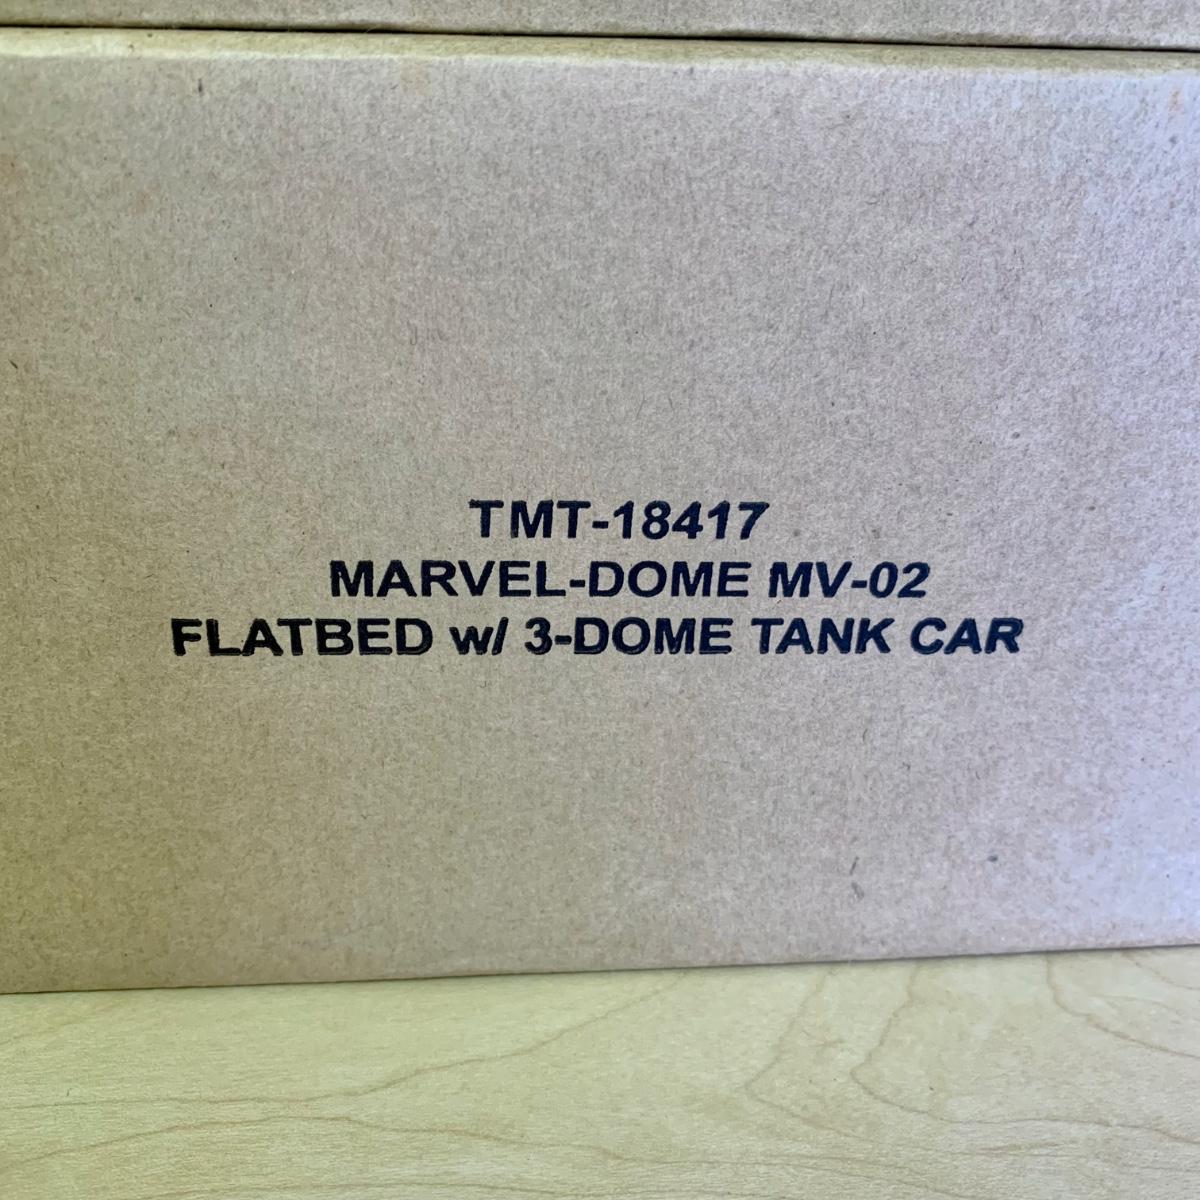 TMT-18417
MARVEL-DOME MV-02
FLATBED w/ 3-DOME TANK CAR